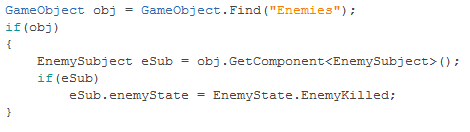 GameObject obj = GameObject.Find("Enemies");
if(obj)
{
    EnemySubject eSub = obj.GetComponent<EnemySubject>();
    if(eSub)
        eSub.enemyState = EnemyState.EnemyKilled;
}